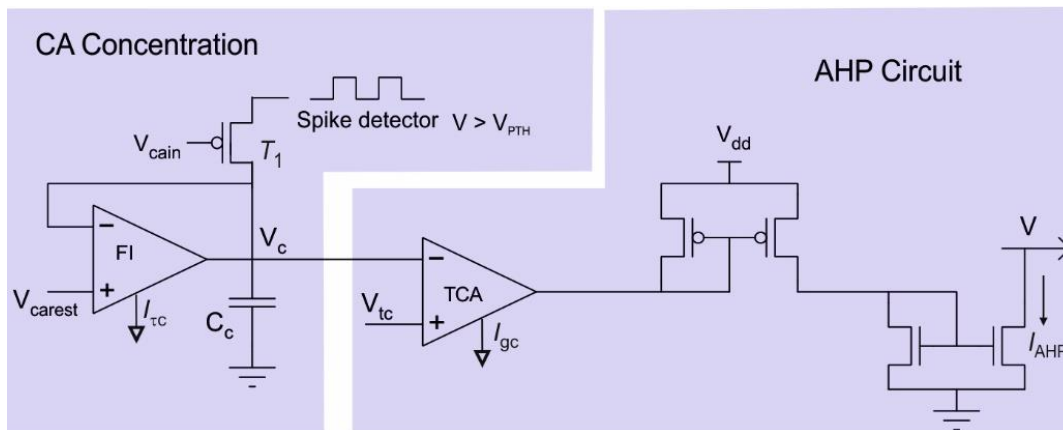 CA Concentration
AHP Circuit
Spike detector V > V_PTH
V_cain
T_1
V_dd
V
−
FI
+
V_carest
I_τc
V_c
C_c
−
TCA
+
V_tc
I_gc
I_AHP